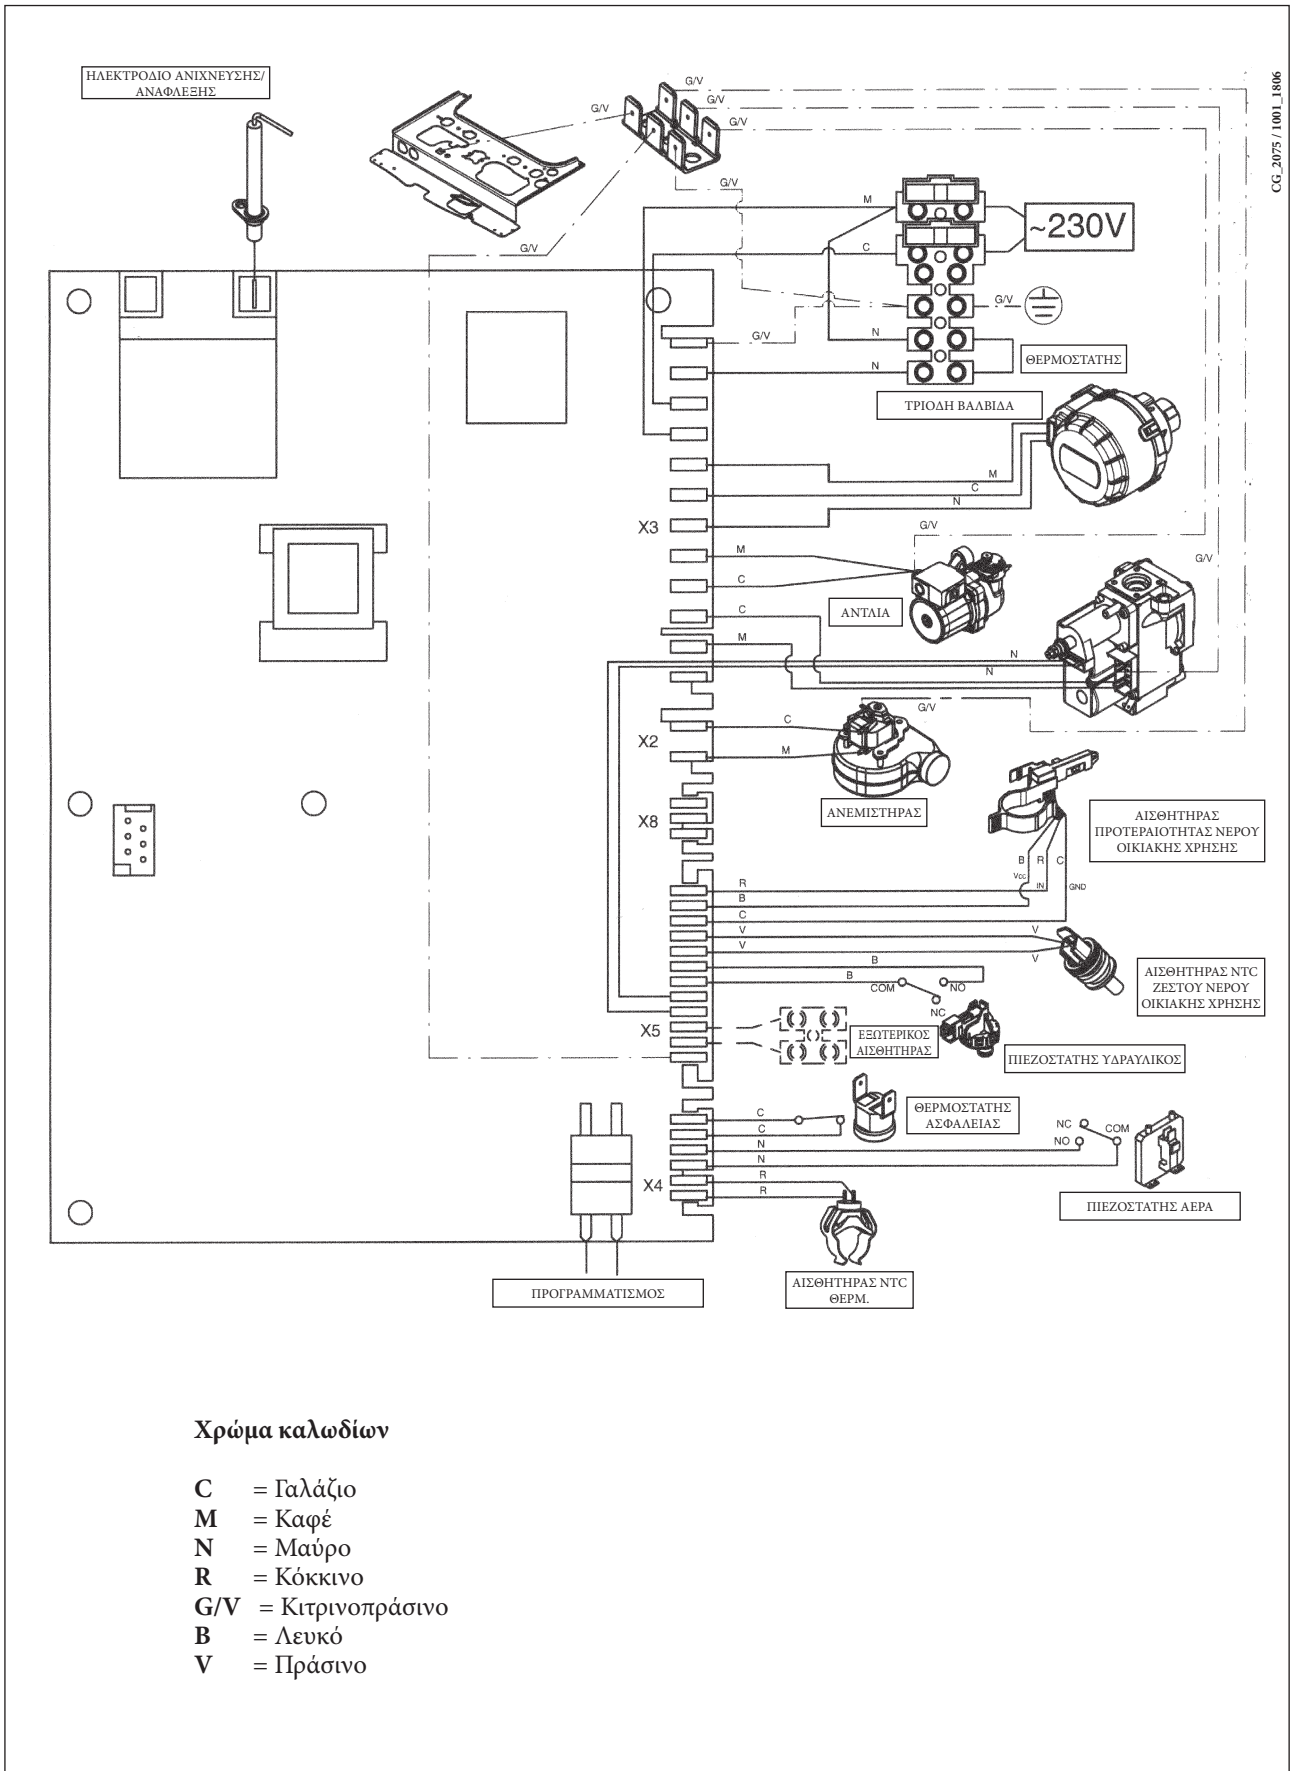 ΗΛΕΚΤΡΟΔΙΟ ΑΝΙΧΝΕΥΣΗΣ/
ΑΝΑΦΛΕΞΗΣ
CG_2075 / 1001_1806
G/V
G/V
G/V
G/V
G/V
G/V
M
~230V
C
G/V
G/V
N
ΘΕΡΜΟΣΤΑΤΗΣ
N
ΤΡΙΟΔΗ ΒΑΛΒΙΔΑ
M
C
N
X3
G/V
M
G/V
C
C
ΑΝΤΛΙΑ
M
N
N
G/V
C
X2
M
ΑΝΕΜΙΣΤΗΡΑΣ
X8
ΑΙΣΘΗΤΗΡΑΣ
ΠΡΟΤΕΡΑΙΟΤΗΤΑΣ ΝΕΡΟΥ
ΟΙΚΙΑΚΗΣ ΧΡΗΣΗΣ
B R C
Vcc
IN
GND
R
B
C
V
V
V
V
ΑΙΣΘΗΤΗΡΑΣ NTC
ΖΕΣΤΟΥ ΝΕΡΟΥ
ΟΙΚΙΑΚΗΣ ΧΡΗΣΗΣ
B
B
COM
NO
NC
X5
ΕΞΩΤΕΡΙΚΟΣ
ΑΙΣΘΗΤΗΡΑΣ
ΠΙΕΖΟΣΤΑΤΗΣ ΥΔΡΑΥΛΙΚΟΣ
C
C
ΘΕΡΜΟΣΤΑΤΗΣ
ΑΣΦΑΛΕΙΑΣ
NC
COM
NO
N
N
R
X4
R
ΠΙΕΖΟΣΤΑΤΗΣ ΑΕΡΑ
ΠΡΟΓΡΑΜΜΑΤΙΣΜΟΣ
ΑΙΣΘΗΤΗΡΑΣ NTC
ΘΕΡΜ.
Χρώμα καλωδίων
C = Γαλάζιο
M = Καφέ
N = Μαύρο
R = Κόκκινο
G/V = Κιτρινοπράσινο
B = Λευκό
V = Πράσινο